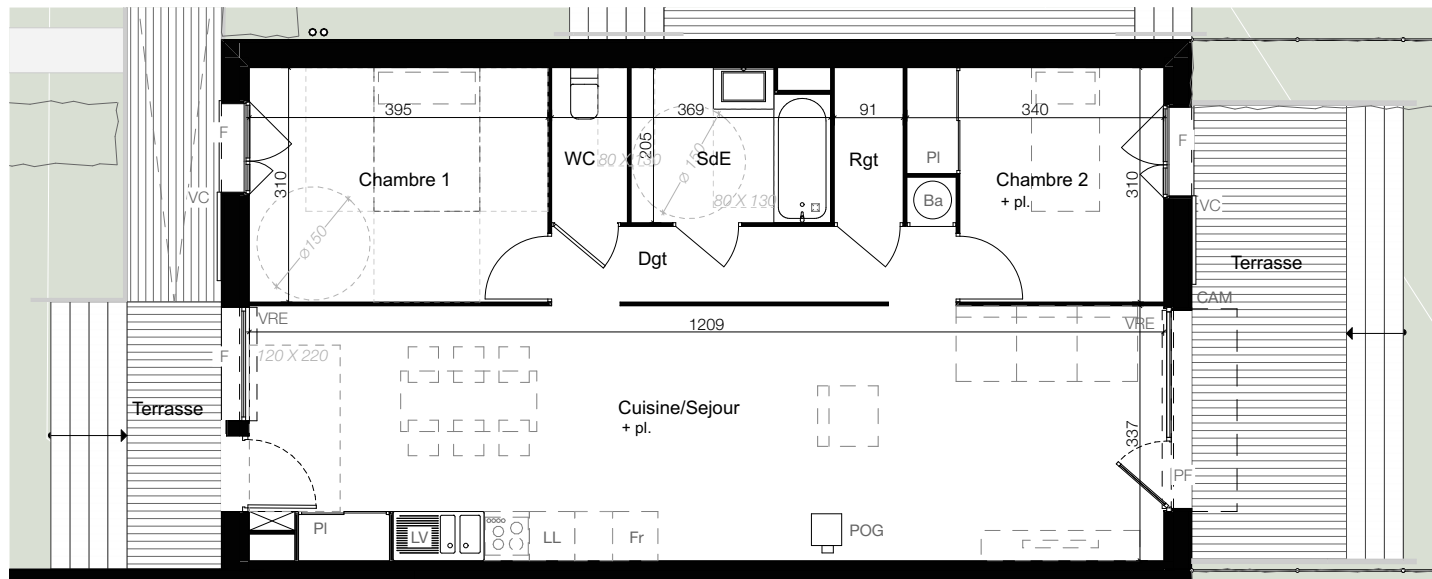 395
369
91
340
F
F
WC
80 X 130
205
⌀150
SdE
Rgt
Pl
310
Chambre 1
Chambre 2
+ pl.
310
VC
80 X 130
Ba
VC
⌀150
Dgt
Terrasse
CAM
VRE
1209
VRE
F
120 X 220
Terrasse
Cuisine/Sejour
+ pl.
337
PF
Pl
LV
LL
Fr
POG